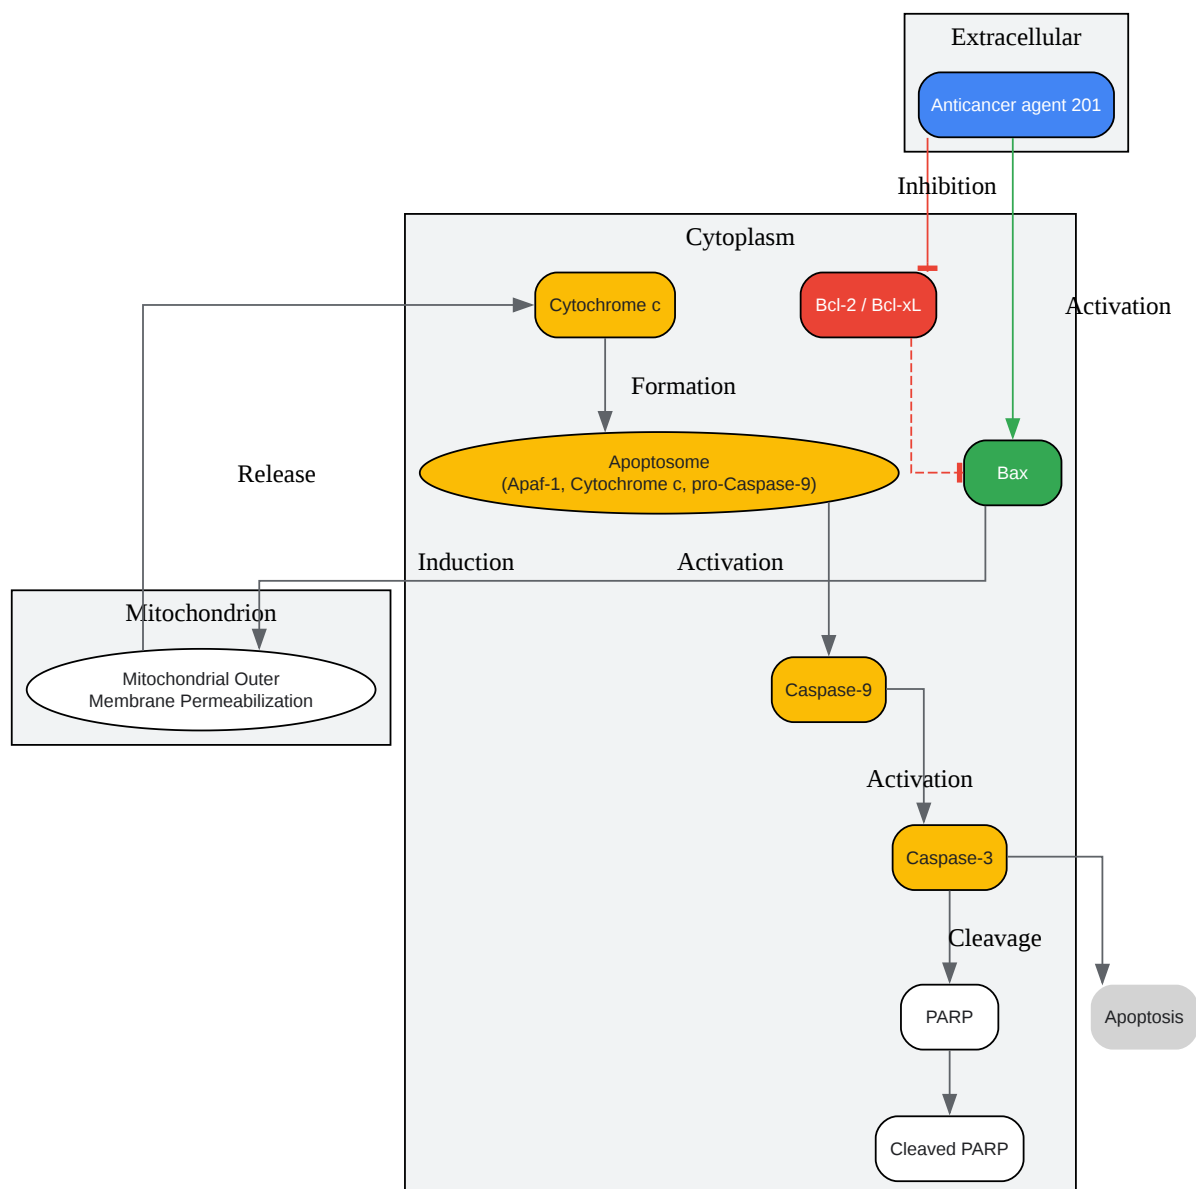 Extracellular
Anticancer agent 201
Inhibition
Cytoplasm
Cytochrome c
Bcl-2 / Bcl-xL
Activation
Formation
Apoptosome
(Apaf-1, Cytochrome c, pro-Caspase-9)
Bax
Release
Induction
Activation
Mitochondrion
Mitochondrial Outer
Membrane Permeabilization
Caspase-9
Activation
Caspase-3
Cleavage
PARP
Apoptosis
Cleaved PARP